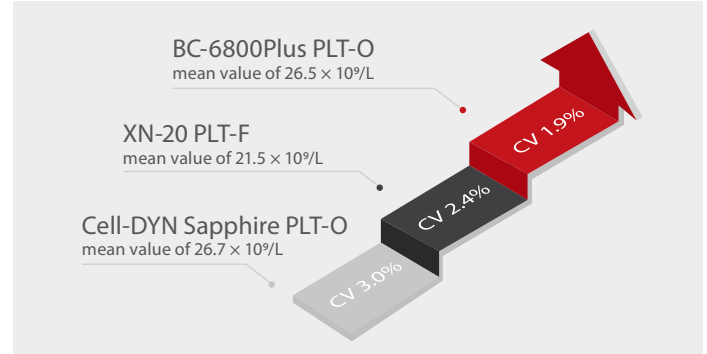 BC-6800Plus PLT-O
mean value of 26.5 × 10⁹/L
CV 1.9%
XN-20 PLT-F
mean value of 21.5 × 10⁹/L
CV 2.4%
Cell-DYN Sapphire PLT-O
mean value of 26.7 × 10⁹/L
CV 3.0%